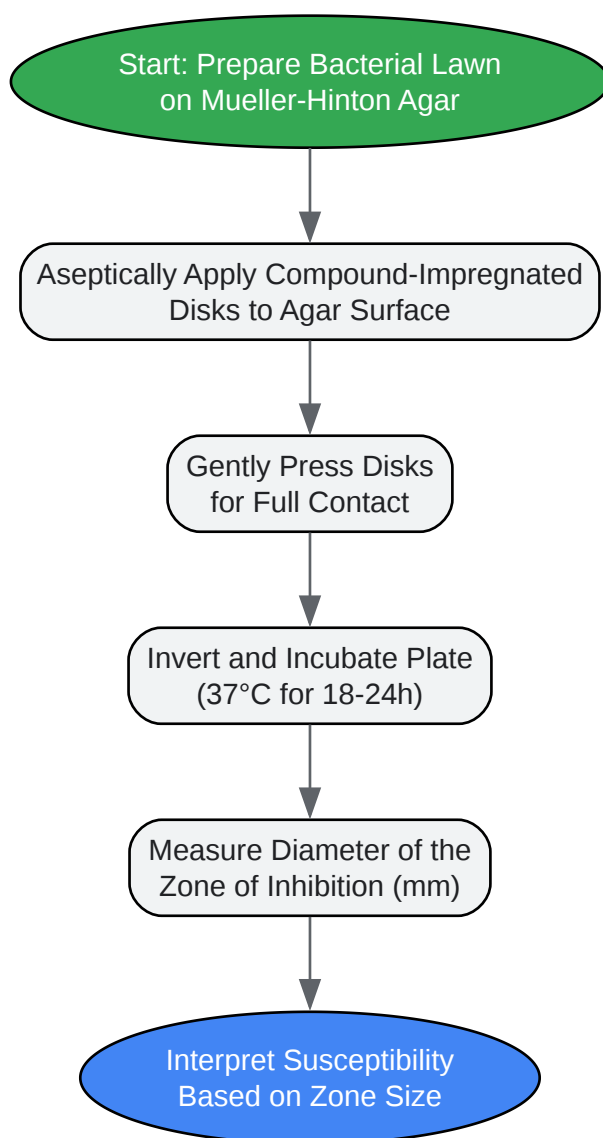 Start: Prepare Bacterial Lawn
on Mueller-Hinton Agar
Aseptically Apply Compound-Impregnated
Disks to Agar Surface
Gently Press Disks
for Full Contact
Invert and Incubate Plate
(37°C for 18-24h)
Measure Diameter of the
Zone of Inhibition (mm)
Interpret Susceptibility
Based on Zone Size